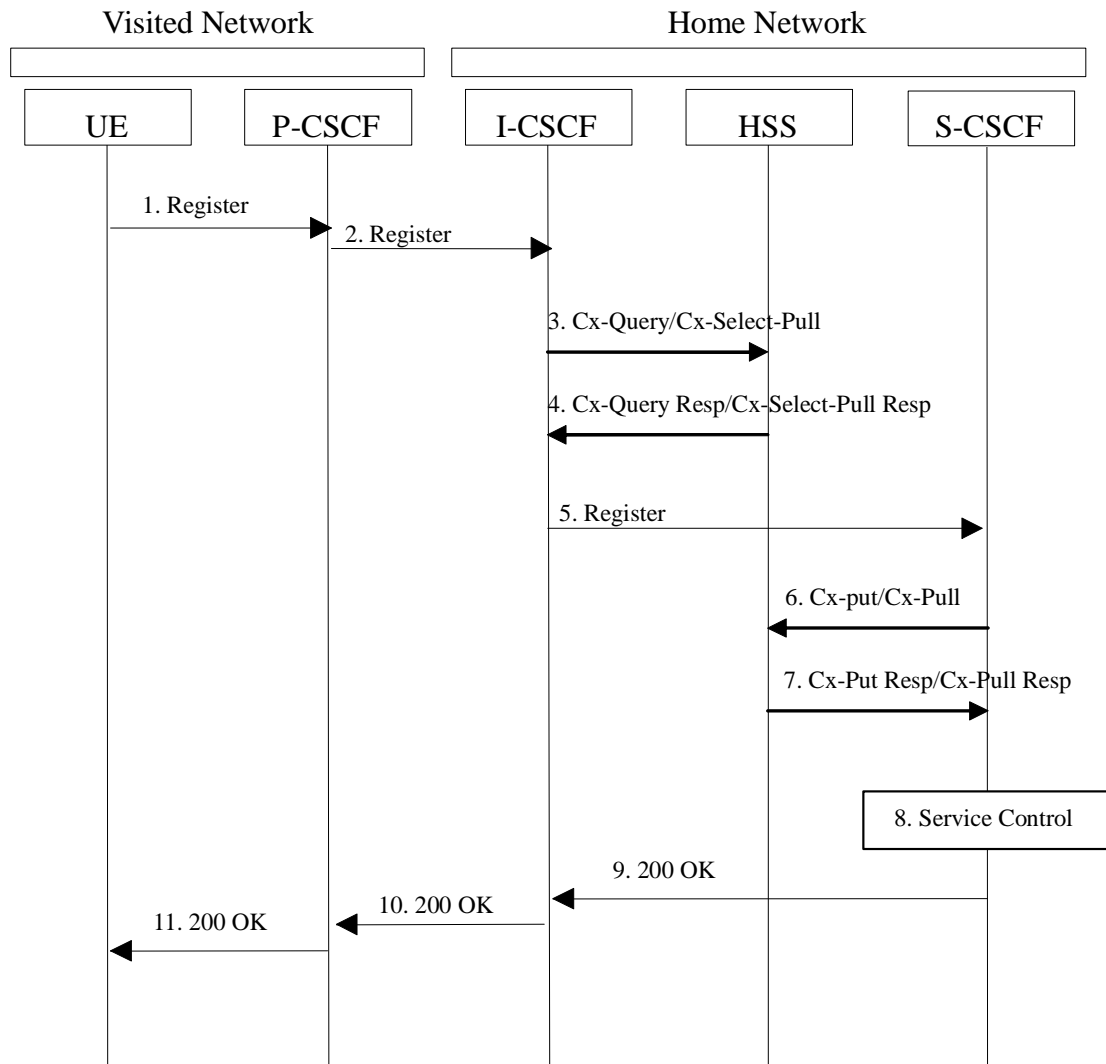 Visited Network
Home Network
UE
P-CSCF
I-CSCF
HSS
S-CSCF
1. Register
2. Register
3. Cx-Query/Cx-Select-Pull
4. Cx-Query Resp/Cx-Select-Pull Resp
5. Register
6. Cx-put/Cx-Pull
7. Cx-Put Resp/Cx-Pull Resp
8. Service Control
9. 200 OK
10. 200 OK
11. 200 OK